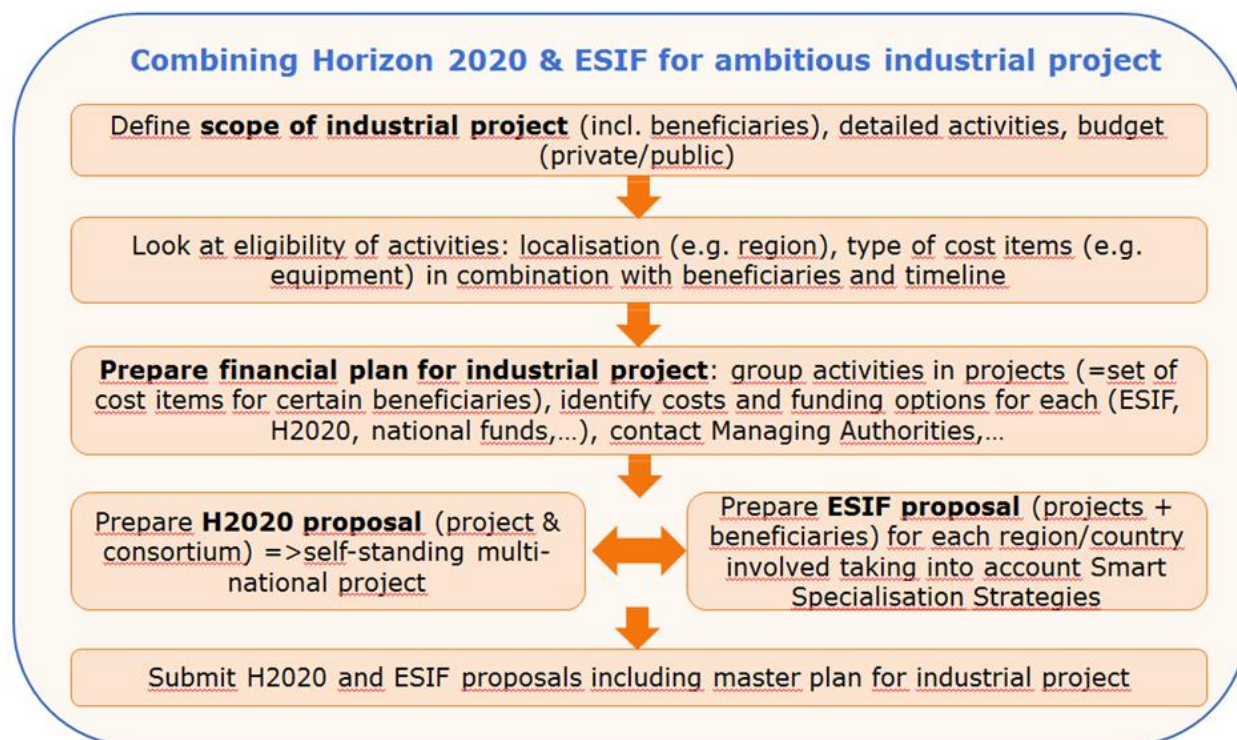 Combining Horizon 2020 & ESIF for ambitious industrial project
Define scope of industrial project (incl. beneficiaries), detailed activities, budget
(private/public)
Look at eligibility of activities: localisation (e.g. region), type of cost items (e.g.
equipment) in combination with beneficiaries and timeline
Prepare financial plan for industrial project: group activities in projects (=set of
cost items for certain beneficiaries), identify costs and funding options for each (ESIF,
H2020, national funds,...), contact Managing Authorities,...
Prepare H2020 proposal (project &
consortium) =>self-standing multi-
national project
Prepare ESIF proposal (projects +
beneficiaries) for each region/country
involved taking into account Smart
Specialisation Strategies
Submit H2020 and ESIF proposals including master plan for industrial project